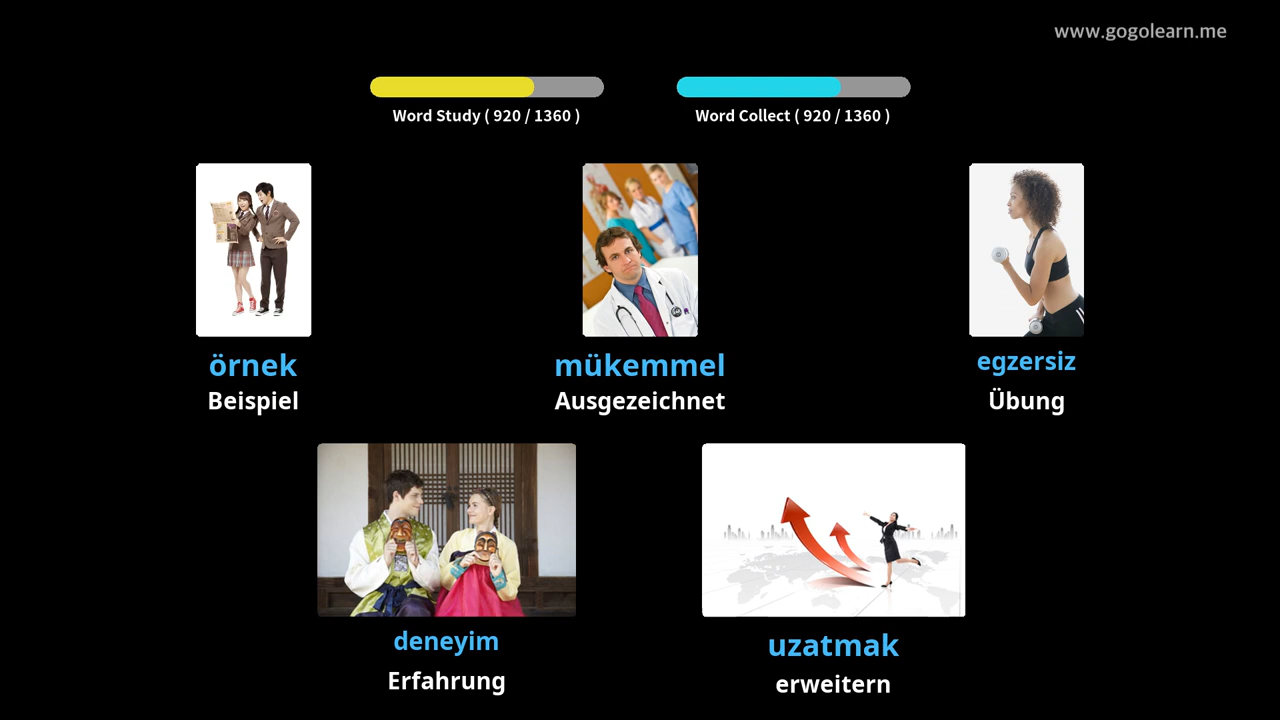 www.gogolearn.me
Word Study ( 920 / 1360 )
Word Collect ( 920 / 1360 )
örnek
Beispiel
mükemmel
Ausgezeichnet
egzersiz
Übung
deneyim
Erfahrung
uzatmak
erweitern